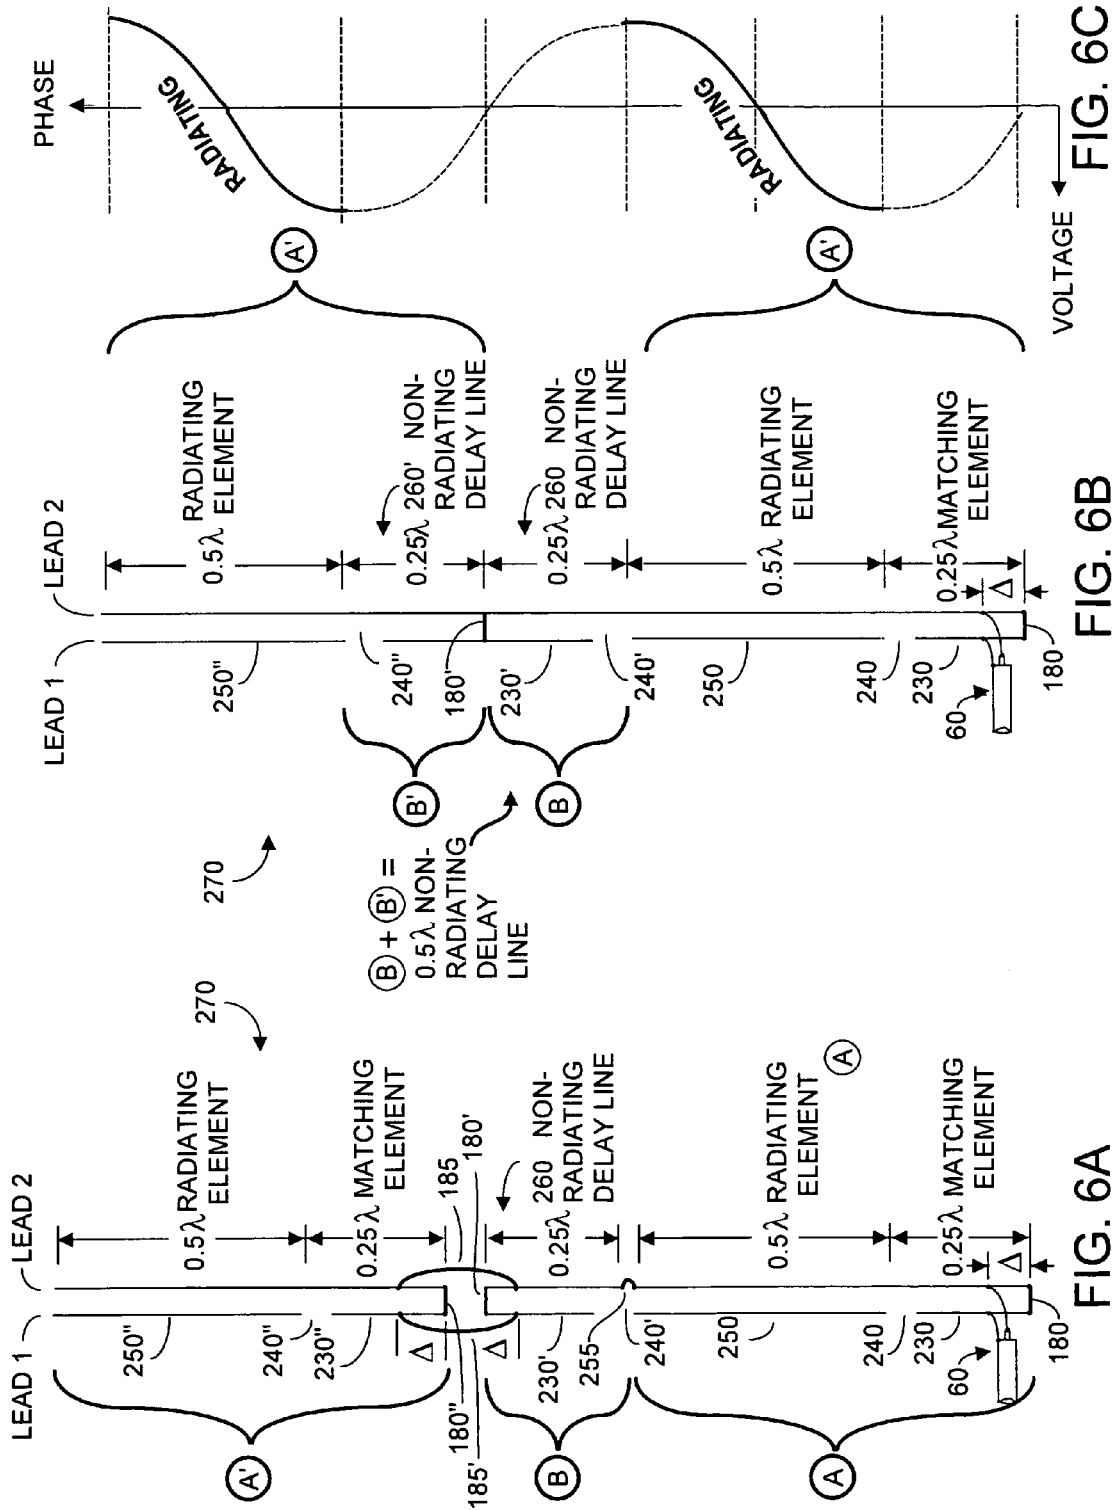 LEAD 1
LEAD 2
250"
240"
230"
A'
Δ
180"
185'
185
180'
0.5λ RADIATING
ELEMENT
0.25λ MATCHING
ELEMENT
270
Δ
230'
B
255
240'
0.25λ
260 NON-
RADIATING
DELAY LINE
250
A
240
230
60
180
0.5λ RADIATING
ELEMENT
A
0.25λ MATCHING
ELEMENT
Δ
FIG. 6A
270
LEAD 1
LEAD 2
250"
240"
B'
180'
230'
B
240'
B + B' =
0.5λ NON-
RADIATING
DELAY
LINE
250
240
230
60
180
0.5λ
RADIATING
ELEMENT
0.25λ
260' NON-
RADIATING
DELAY LINE
0.25λ
260 NON-
RADIATING
DELAY LINE
0.5λ RADIATING
ELEMENT
0.25λ MATCHING
ELEMENT
Δ
A'
A'
FIG. 6B
PHASE
RADIATING
RADIATING
VOLTAGE
FIG. 6C